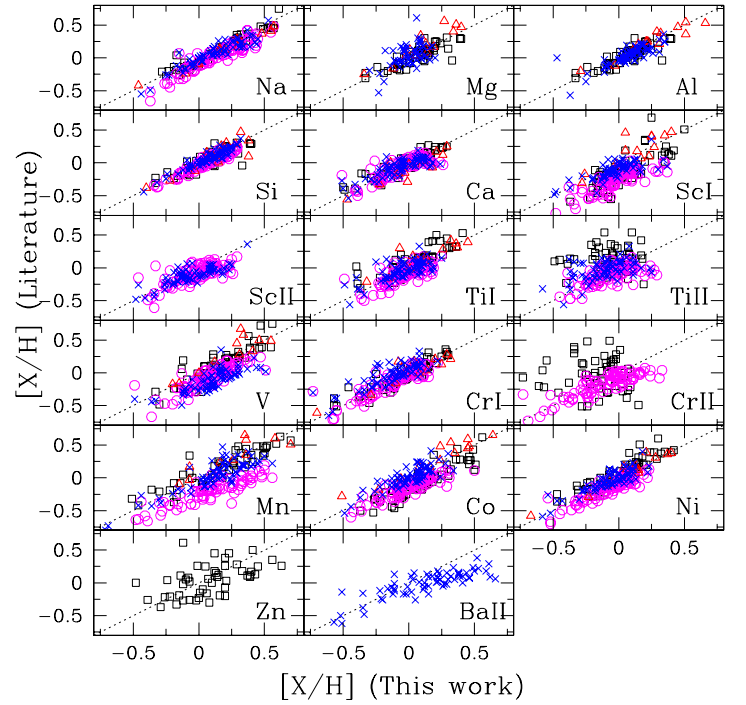 0.5
0
−0.5
Na
Mg
Al
0.5
0
−0.5
Si
Ca
ScI
0.5
0
−0.5
ScII
TiI
TiII
0.5
0
−0.5
V
CrI
CrII
0.5
0
−0.5
Mn
Co
Ni
−0.5 0 0.5
0.5
0
−0.5
Zn
BaII
−0.5 0 0.5 −0.5 0 0.5
[X/H] (This work)
[X/H] (Literature)